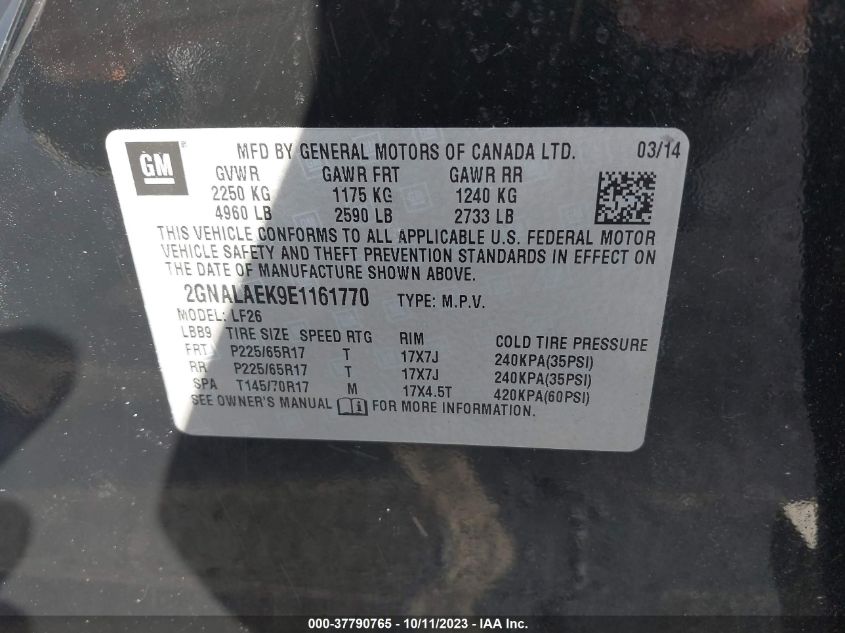 GM
MFD BY GENERAL MOTORS OF CANADA LTD. 03/14
GVWR GAWR FRT GAWR RR
2250 KG 1175 KG 1240 KG
4960 LB 2590 LB 2733 LB
THIS VEHICLE CONFORMS TO ALL APPLICABLE U.S. FEDERAL MOTOR
VEHICLE SAFETY AND THEFT PREVENTION STANDARDS IN EFFECT ON
THE DATE OF MANUFACTURE SHOWN ABOVE.
2GNALAEK9E1161770 TYPE: M.P.V.
MODEL: LF26
LBB9 TIRE SIZE SPEED RTG RIM COLD TIRE PRESSURE
FRT P225/65R17 T 17X7J 240KPA(35PSI)
RR P225/65R17 T 17X7J 240KPA(35PSI)
SPA T145/70R17 M 17X4.5T 420KPA(60PSI)
SEE OWNER'S MANUAL FOR MORE INFORMATION.
000-37790765 - 10/11/2023 - IAA Inc.